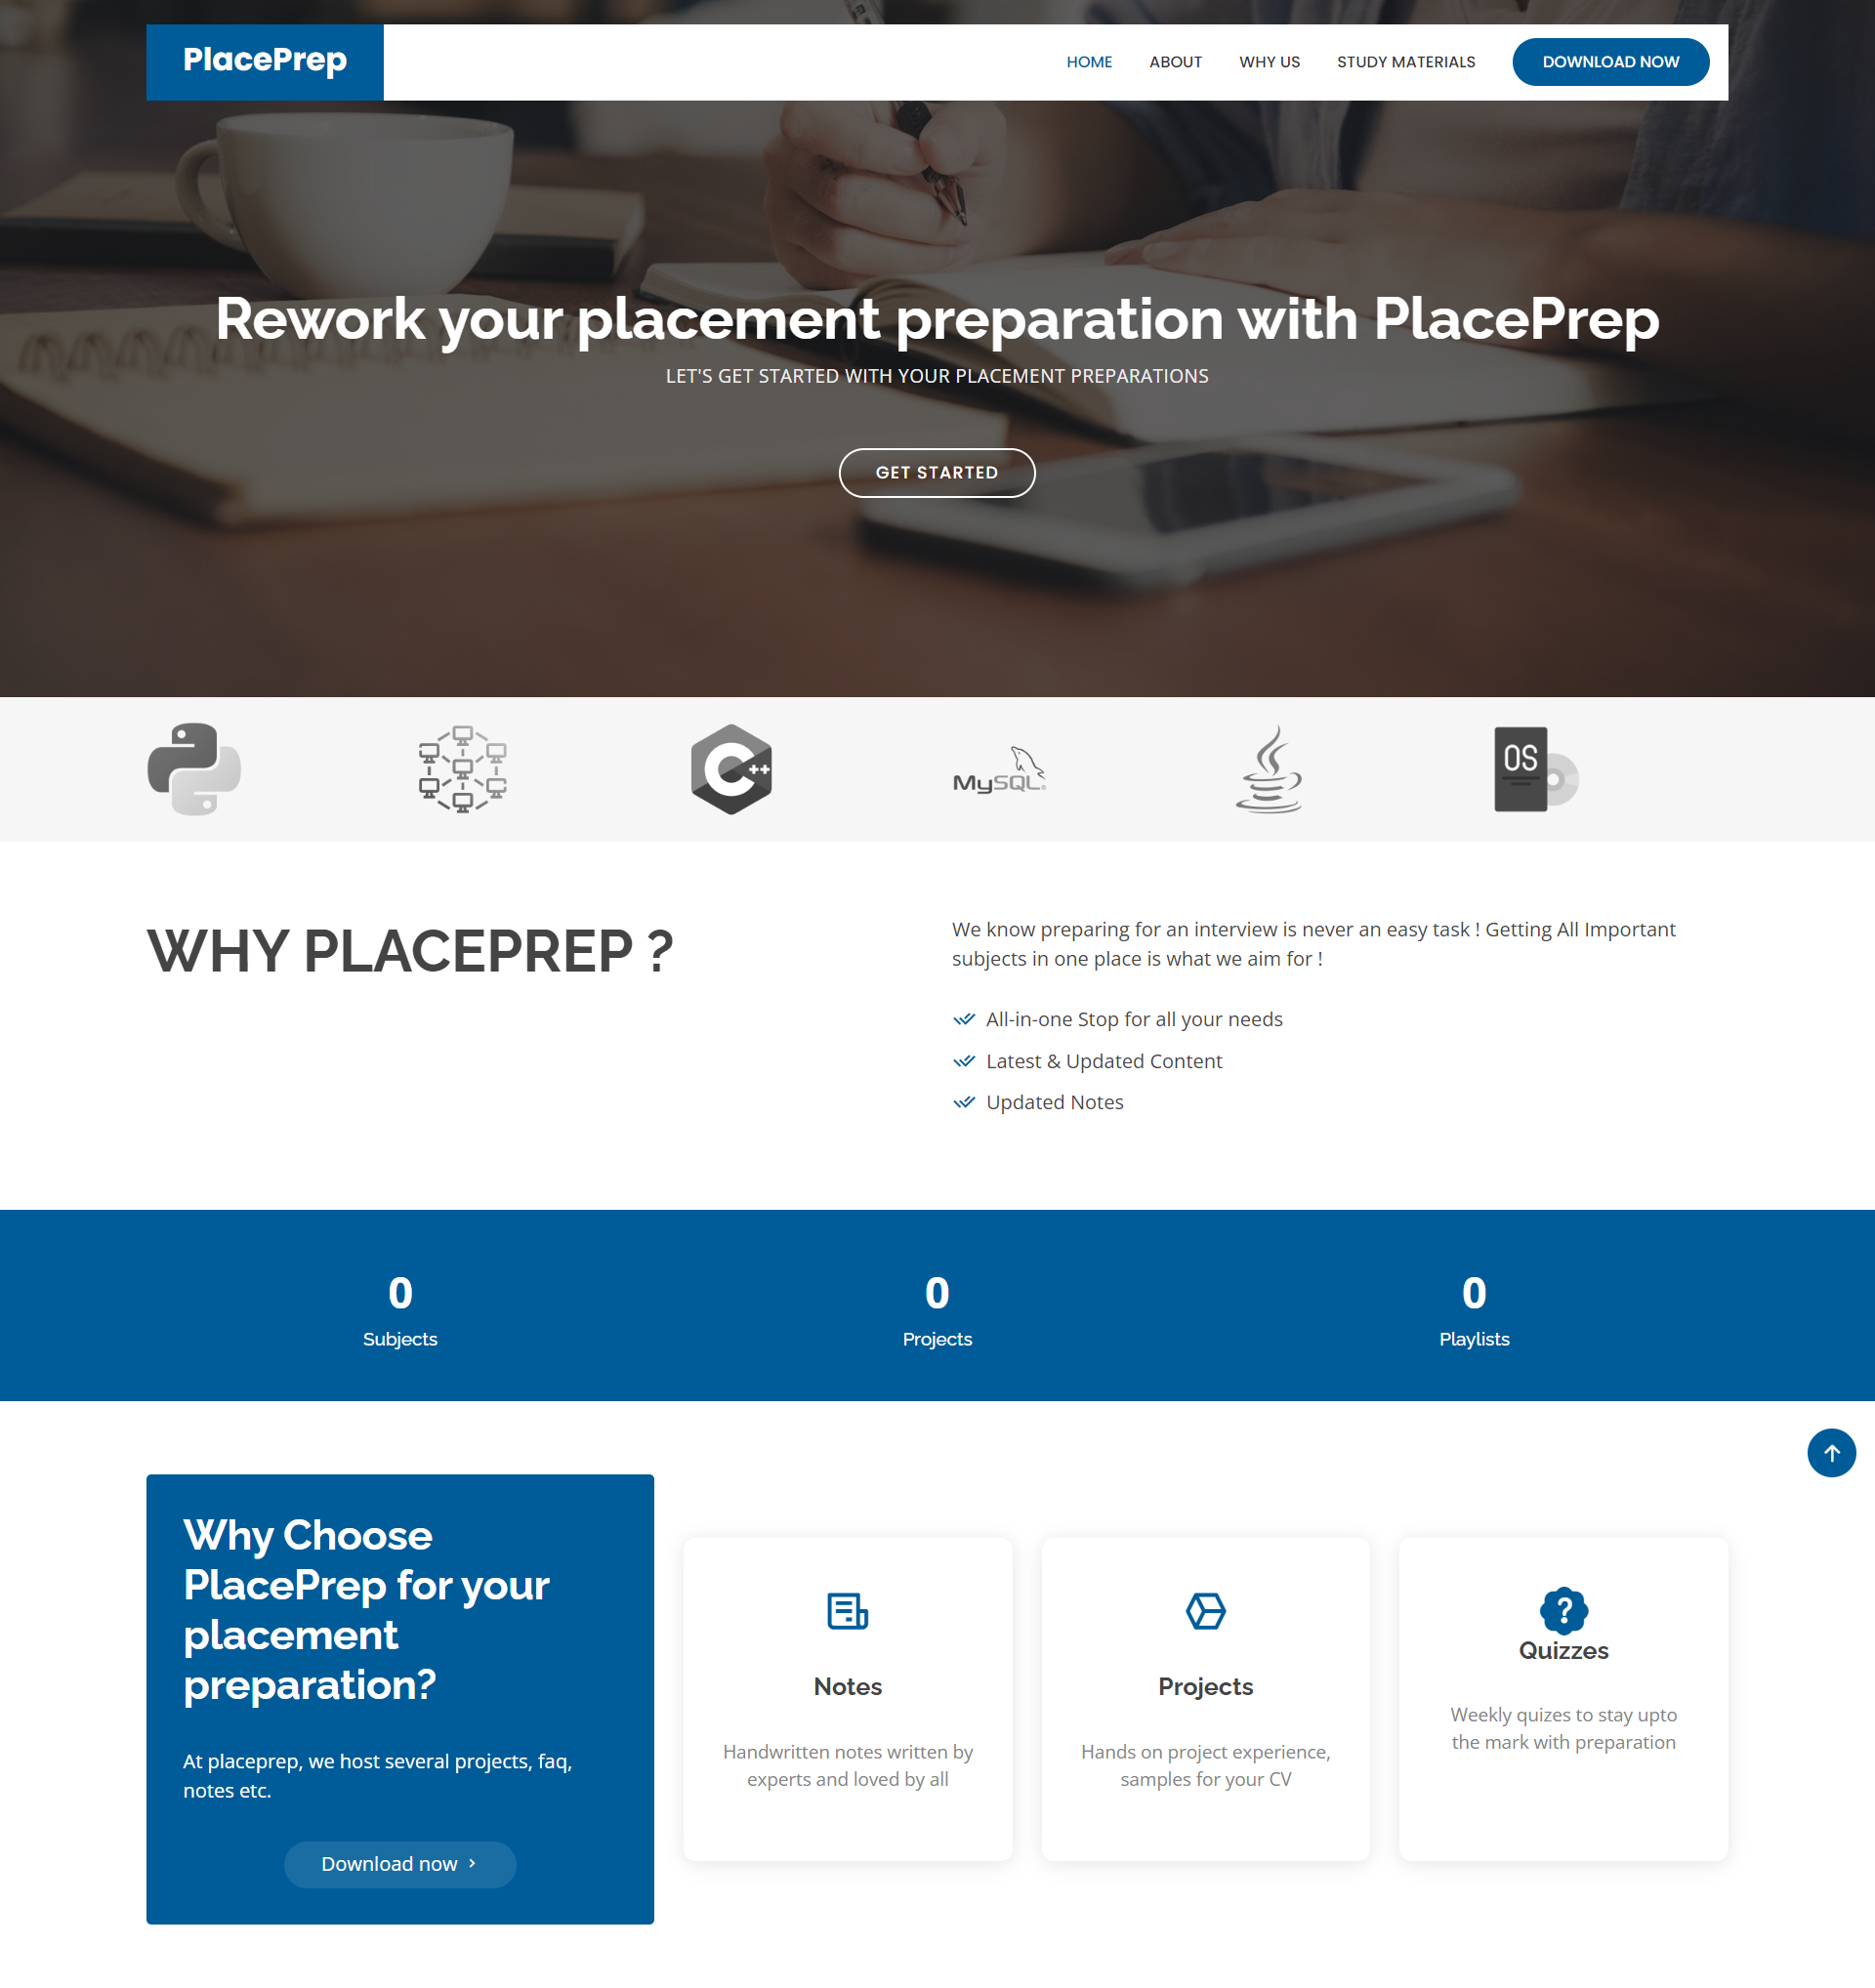 PlacePrep
HOME
ABOUT
WHY US
STUDY MATERIALS
DOWNLOAD NOW
Rework your placement preparation with PlacePrep
LET'S GET STARTED WITH YOUR PLACEMENT PREPARATIONS
GET STARTED
C++
MySQL
OS
WHY PLACEPREP ?
We know preparing for an interview is never an easy task ! Getting All Important
subjects in one place is what we aim for !
All-in-one Stop for all your needs
Latest & Updated Content
Updated Notes
0
Subjects
0
Projects
0
Playlists
Why Choose
PlacePrep for your
placement
preparation?
At placeprep, we host several projects, faq,
notes etc.
Download now
Notes
Handwritten notes written by
experts and loved by all
Projects
Hands on project experience,
samples for your CV
?
Quizzes
Weekly quizes to stay upto
the mark with preparation